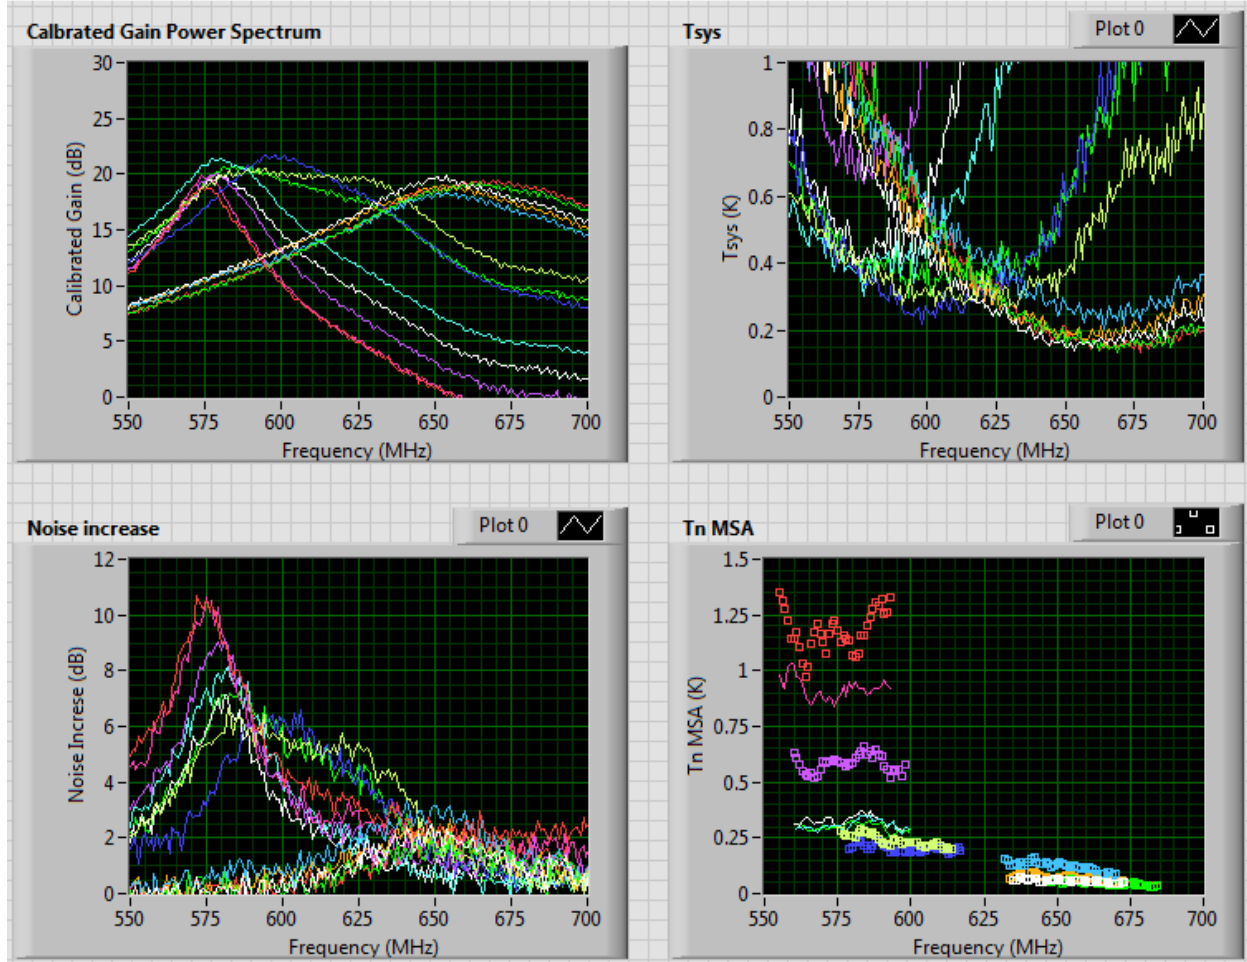 Calbrated Gain Power Spectrum
30
25
20
15
10
5
0
Calibrated Gain (dB)
550 575 600 625 650 675 700
Frequency (MHz)
Tsys
Plot 0
1
0.8
0.6
0.4
0.2
0
Tsys (K)
550 575 600 625 650 675 700
Frequency (MHz)
Noise increase
Plot 0
12
10
8
6
4
2
0
Noise Increse (dB)
550 575 600 625 650 675 700
Frequency (MHz)
Tn MSA
Plot 0
1.5
1.25
1
0.75
0.5
0.25
0
Tn MSA (K)
550 575 600 625 650 675 700
Frequency (MHz)